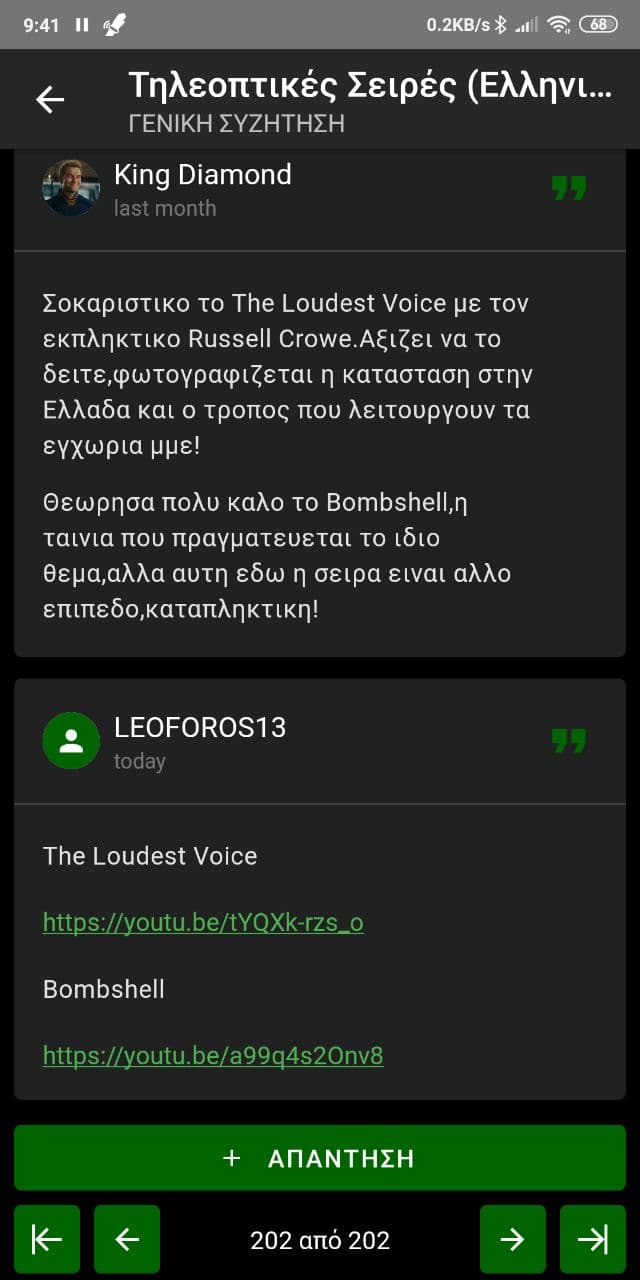 9:41
0.2KB/s
68
Τηλεοπτικές Σειρές (Ελληνι...
ΓΕΝΙΚΗ ΣΥΖΗΤΗΣΗ
King Diamond
last month
Σοκαριστικο το The Loudest Voice με τον
εκπληκτικο Russell Crowe.Αξιζει να το
δειτε,φωτογραφιζεται η κατασταση στην
Ελλαδα και ο τροπος που λειτουργουν τα
εγχωρια μμε!
Θεωρησα πολυ καλο το Bombshell,η
ταινια που πραγματευεται το ιδιο
θεμα,αλλα αυτη εδω η σειρα ειναι αλλο
επιπεδο,καταπληκτικη!
LEOFOROS13
today
The Loudest Voice
https://youtu.be/tYQXk-rzs_o
Bombshell
https://youtu.be/a99q4s2Onv8
+ ΑΠΑΝΤΗΣΗ
202 από 202